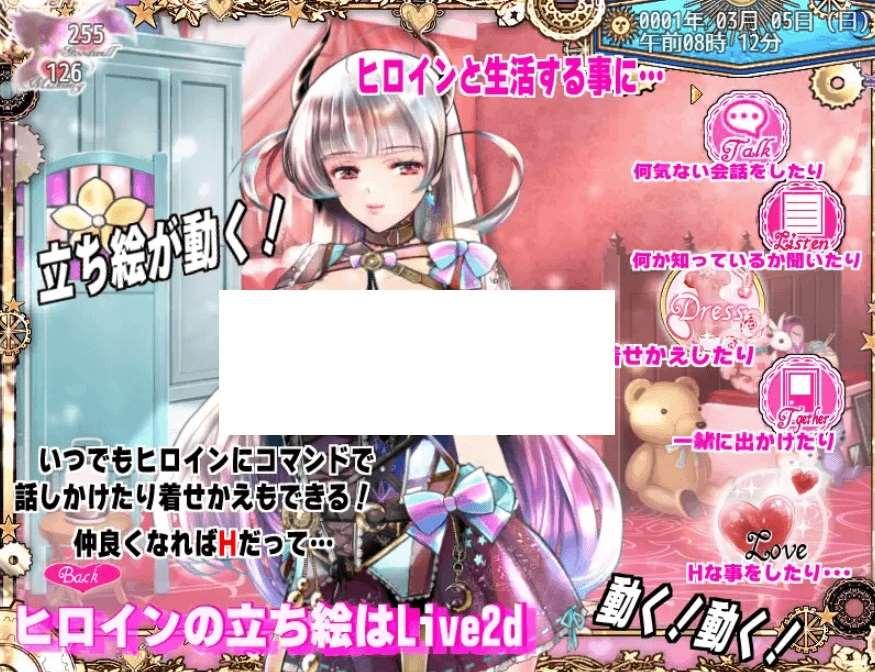 255
126
0001年 03月 05日 (日)
午前08時 12分
ヒロインと生活する事に…
Talk
何気ない会話をしたり
立ち絵が動く！
Listen
何か知っているか聞いたり
Dress
着せかえしたり
Together
一緒に出かけたり
いつでもヒロインにコマンドで
話しかけたり着せかえもできる！
仲良くなればHだって…
Love
Hな事をしたり…
Back
ヒロインの立ち絵はLive2d
動く！動く！